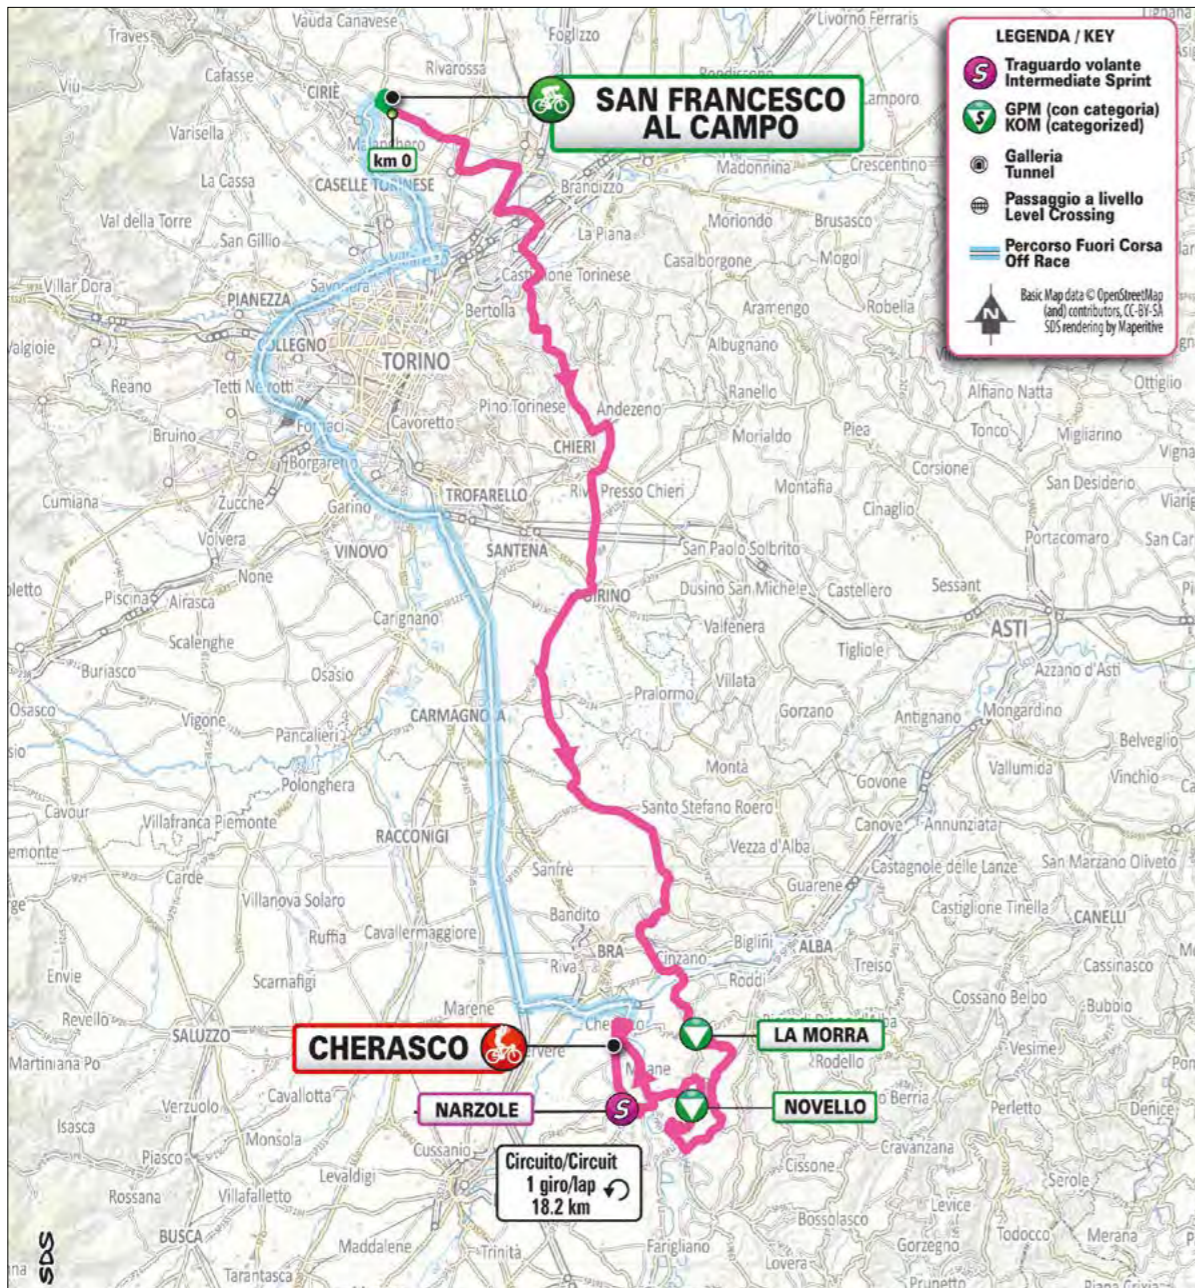 Vauda Canavese
Traves
Foglizzo
Livorno Ferraris
Cafasse
Rivarossa
Viù
CIRIÈ
Varisella
km 0
SAN FRANCESCO
AL CAMPO
Lamporo
LEGENDA / KEY
Traguardo volante
Intermediate Sprint
GPM (con categoria)
KOM (categorized)
Galleria
Tunnel
Passaggio a livello
Level Crossing
Percorso Fuori Corsa
Off Race
N
Basic Map data © OpenStreetMap
(and) contributors, CC-BY-SA
SDS rendering by Maperitive
La Cassa
CASELLE TORINESE
Brandizzo
Madonnina
Crescentino
Val della Torre
San Gillio
La Piana
Moriondo
Brusasco
Casalborgone
Mogol
Villar Dora
PIANEZZA
Savonera
Castiglione Torinese
Bertolla
Aramengo
Robella
Valgioie
COLLEGNO
TORINO
Albugnano
Reano
Ranello
Alfiano Natta
Ottiglio
Pino Torinese
Andezeno
Bruino
Cavoretto
CHIERI
Morialdo
Piea
Tonco
Migliarino
Borgaretto
Corsione
San Desiderio
Cumiana
Zucche
Garino
TROFARELLO
Montafia
Cinaglio
Volvera
VINOVO
SANTENA
San Paolo Solbrito
Portacomaro
None
Piscina
Airasca
Dusino San Michele
Castellero
Sessant
Carignano
Valfenera
ASTI
Scalenghe
Tigliole
Buriasco
Osasio
Villata
Azzano d'Asti
Osasco
Vigone
CARMAGNOLA
Pralormo
Gorzano
Antignano
Mongardino
Pancalieri
Belveglio
Polonghera
Montà
Govone
Vallumida
Vinchio
Cavour
Villafranca Piemonte
Santo Stefano Roero
Canove
Annunziata
RACCONIGI
Vezza d'Alba
San Marzano Oliveto
Carde
Sanfrè
Castagnole delle Lanze
Villanova Solaro
Guarene
Castiglione Tinella
CANELLI
Bandito
Ruffia
Cavallermaggiore
BRA
Biglini
ALBA
Riva
Cinzano
Treiso
Cassinasco
Envie
Scarnafigi
Roddi
Revello
Marene
Cossano Belbo
Bubbio
SALUZZO
CHERASCO
LA MORRA
Vesime
Martiniana Po
Rodello
Cavallotta
Verzuolo
NARZOLE
S
NOVELLO
Perletto
Denice
Isasca
Monsola
Piasco
Cussanio
Cissone
Cravanzana
Circuito/Circuit
1 giro/lap
18.2 km
Levaldigi
Serole
Rossana
Villafalletto
Levice
Bossolasco
BUSCA
Maddalene
Farigliano
Gorzegno
Todocco
Merana
Trinità
Tarantasca
Lovera
Prunetto
SDS